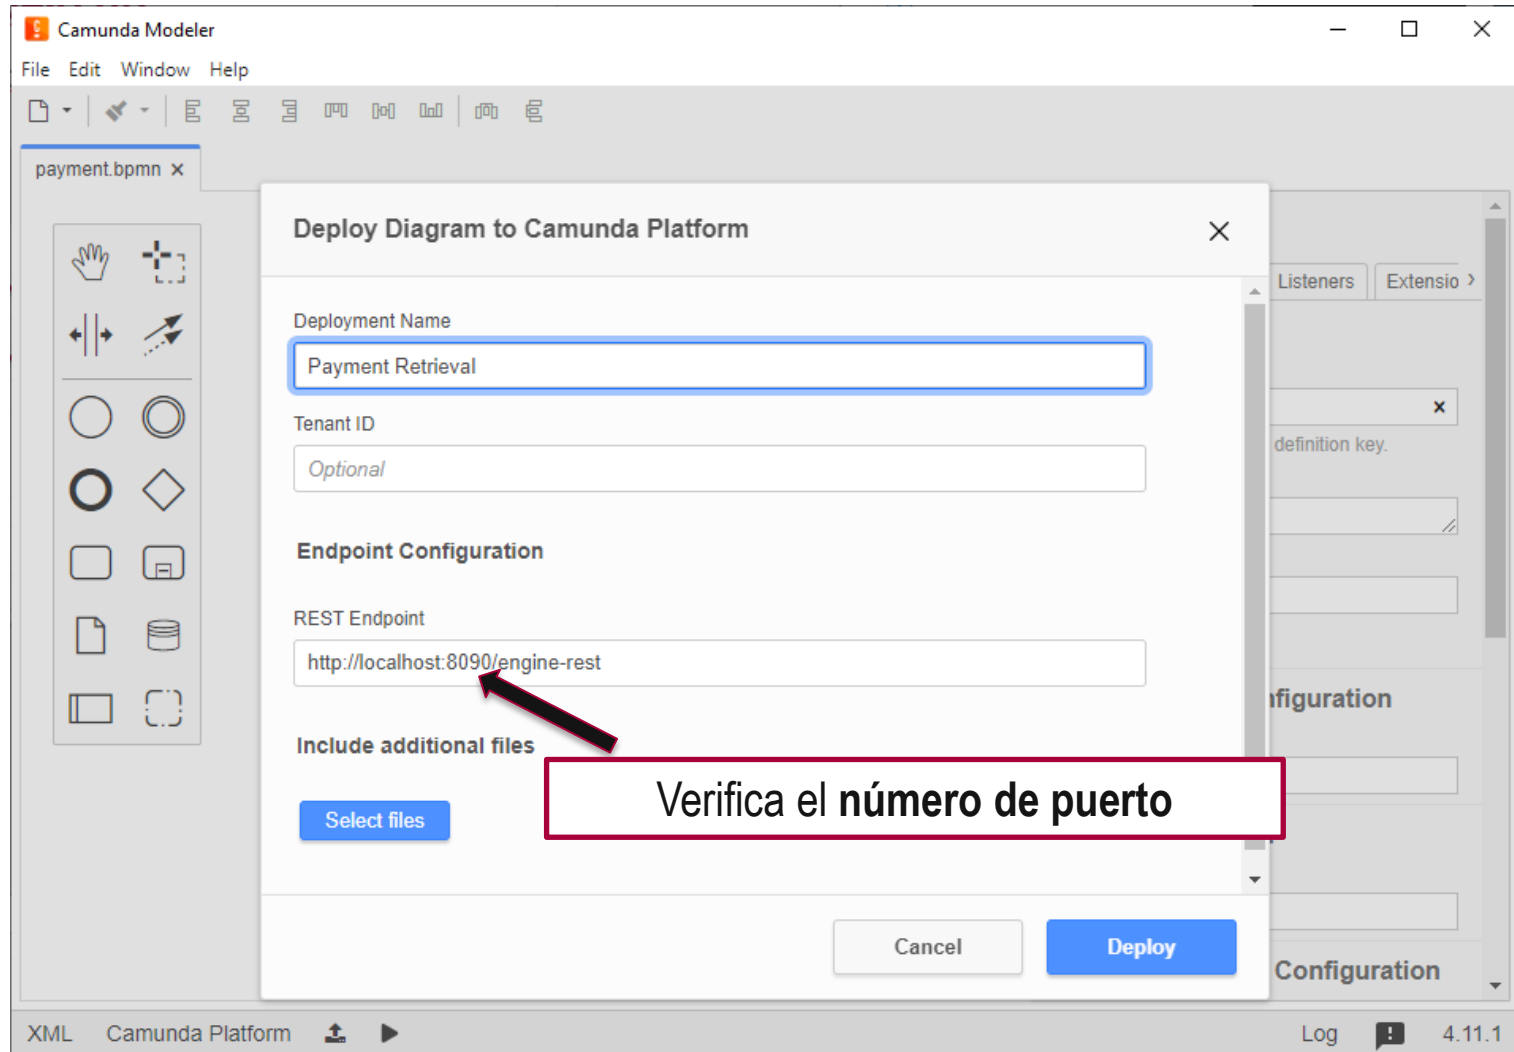 Camunda Modeler
File Edit Window Help
payment.bpmn
Deploy Diagram to Camunda Platform
Listeners Extensio
Deployment Name
Payment Retrieval
Tenant ID
definition key.
Optional
Endpoint Configuration
REST Endpoint
http://localhost:8090/engine-rest
figuration
Include additional files
Verifica el número de puerto
Select files
Cancel Deploy
Configuration
XML Camunda Platform Log 4.11.1